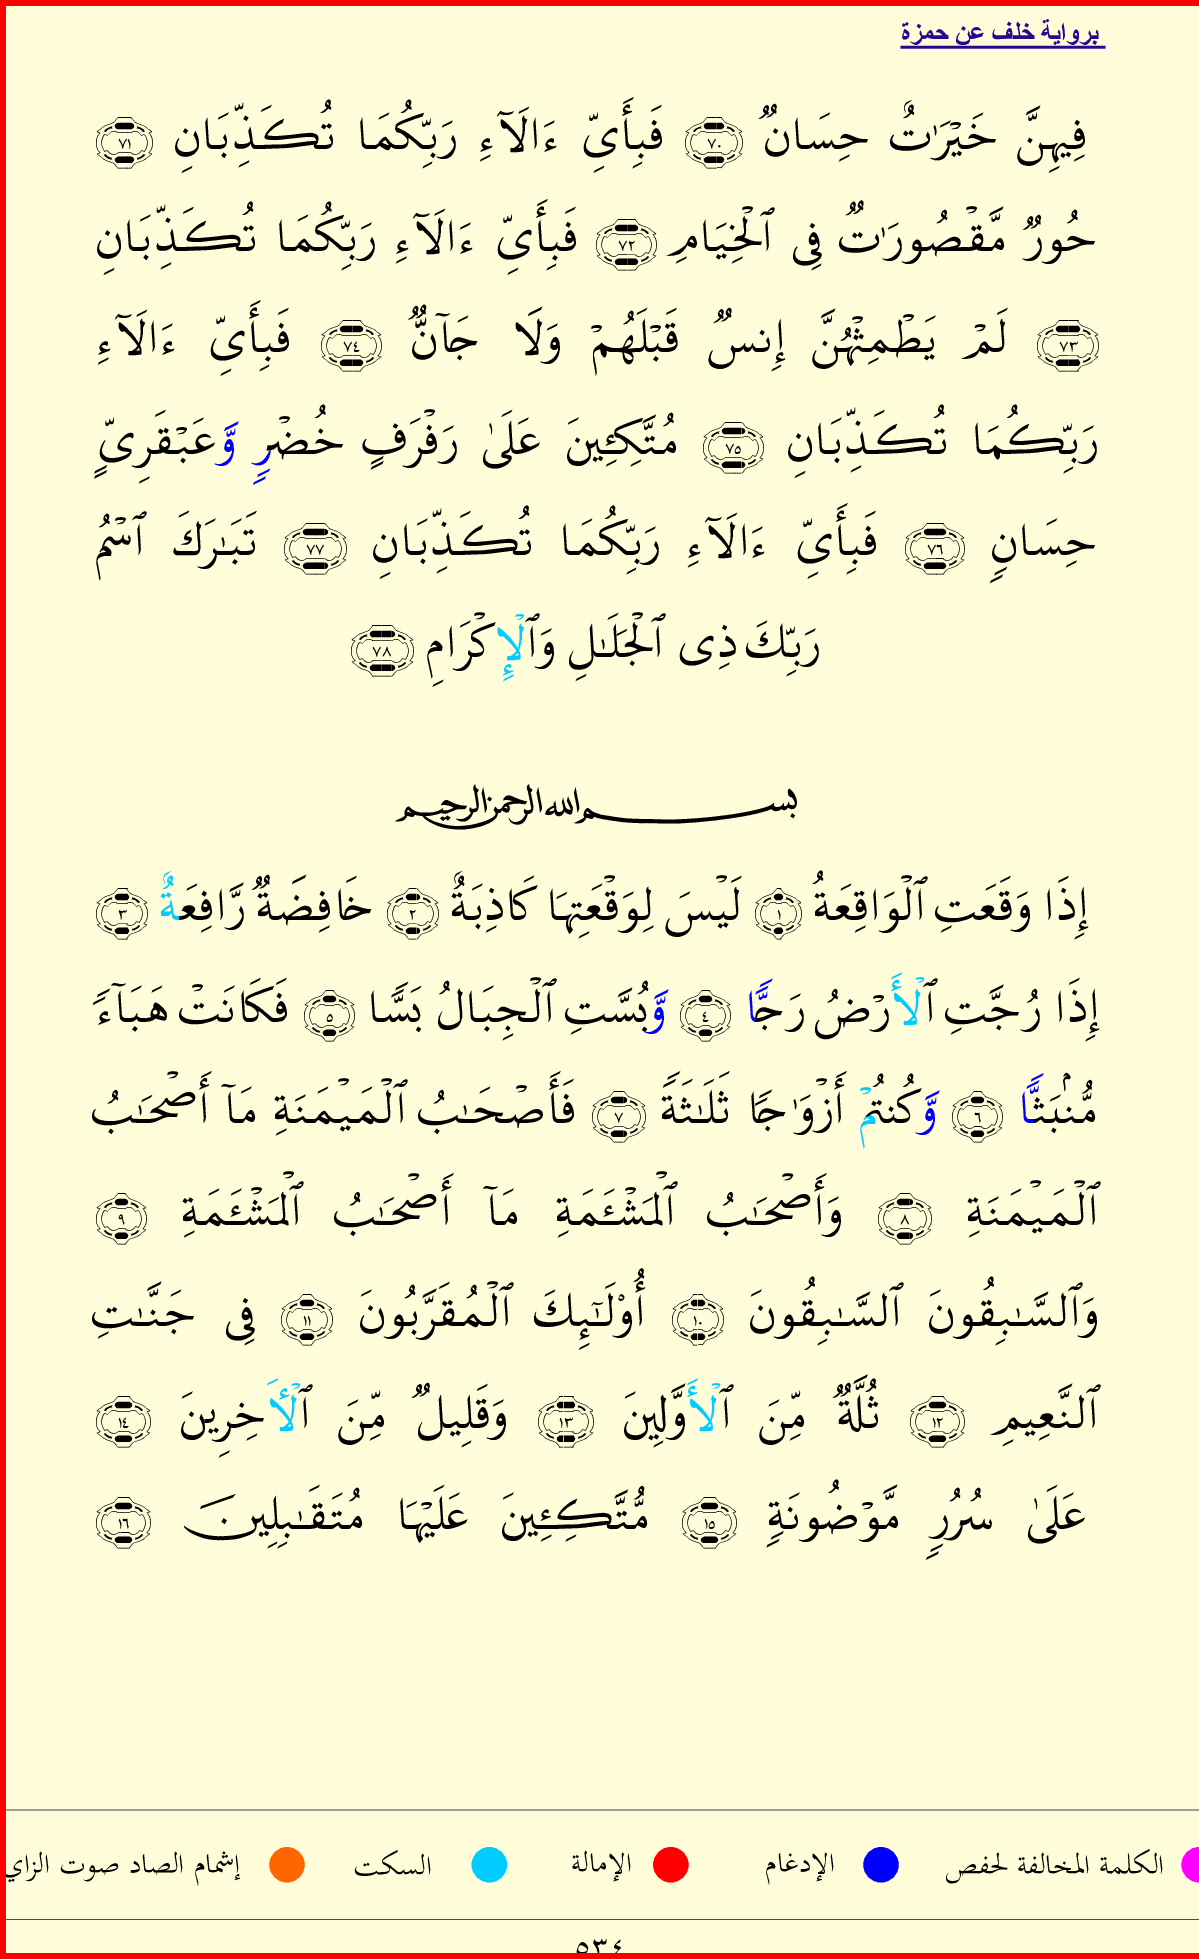 برواية خلف عن حمزة
فِيهِنَّ خَيْرَٰتٌ حِسَانٌ ٧٠ فَبِأَيِّ ءَالَآءِ رَبِّكُمَا تُكَذِّبَانِ ٧١
حُورٌ مَّقْصُورَٰتٌ فِى ٱلْخِيَامِ ٧٢ فَبِأَيِّ ءَالَآءِ رَبِّكُمَا تُكَذِّبَانِ
٧٣ لَمْ يَطْمِثْهُنَّ إِنسٌ قَبْلَهُمْ وَلَا جَآنٌّ ٧٤ فَبِأَيِّ ءَالَآءِ
رَبِّكُمَا تُكَذِّبَانِ ٧٥ مُتَّكِـِٔينَ عَلَىٰ رَفْرَفٍ خُضْرٍ وَّعَبْقَرِىٍّ
حِسَانٍ ٧٦ فَبِأَيِّ ءَالَآءِ رَبِّكُمَا تُكَذِّبَانِ ٧٧ تَبَٰرَكَ ٱسْمُ
رَبِّكَ ذِى ٱلْجَلَٰلِ وَٱلْإِكْرَامِ ٧٨
بسم الله الرحمن الرحيم
إِذَا وَقَعَتِ ٱلْوَاقِعَةُ ١ لَيْسَ لِوَقْعَتِهَا كَاذِبَةٌ ٢ خَافِضَةٌ رَّافِعَةٌ ٣
إِذَا رُجَّتِ ٱلْأَرْضُ رَجًّا ٤ وَّبُسَّتِ ٱلْجِبَالُ بَسًّا ٥ فَكَانَتْ هَبَآءً
مُّنۢبَثًّا ٦ وَّكُنتُمْ أَزْوَٰجًا ثَلَٰثَةً ٧ فَأَصْحَٰبُ ٱلْمَيْمَنَةِ مَآ أَصْحَٰبُ
ٱلْمَيْمَنَةِ ٨ وَأَصْحَٰبُ ٱلْمَشْـَٔمَةِ مَآ أَصْحَٰبُ ٱلْمَشْـَٔمَةِ ٩
وَٱلسَّٰبِقُونَ ٱلسَّٰبِقُونَ ١٠ أُو۟لَٰٓئِكَ ٱلْمُقَرَّبُونَ ١١ فِى جَنَّٰتِ
ٱلنَّعِيمِ ١٢ ثُلَّةٌ مِّنَ ٱلْأَوَّلِينَ ١٣ وَقَلِيلٌ مِّنَ ٱلْأَخِرِينَ ١٤
عَلَىٰ سُرُرٍ مَّوْضُونَةٍ ١٥ مُّتَّكِـِٔينَ عَلَيْهَا مُتَقَٰبِلِينَ ١٦
الكلمة المخالفة لحفص الإدغام الإمالة السكت إشمام الصاد صوت الزاي
٥٣٤